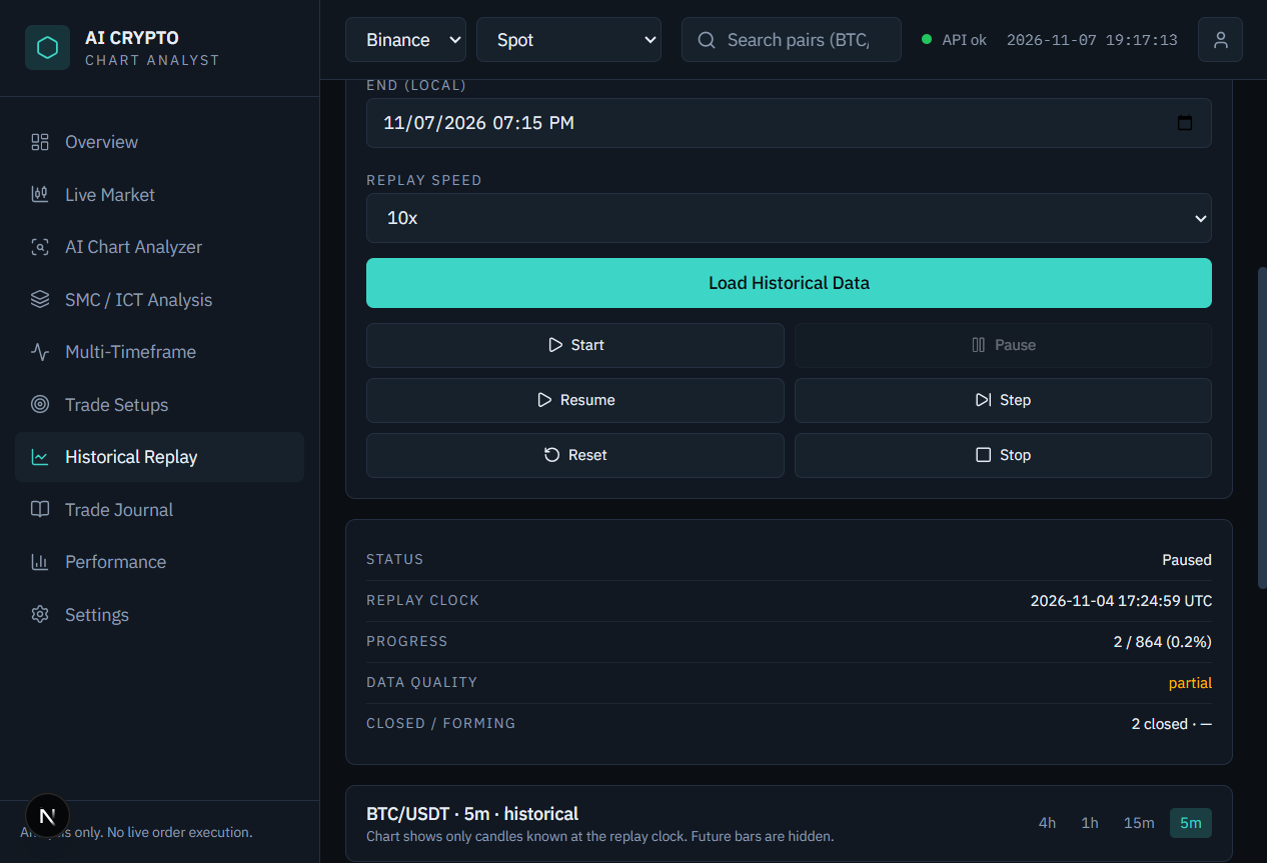 AI CRYPTO
CHART ANALYST
Binance
Spot
Search pairs (BTC,
API ok
2026-11-07 19:17:13
Overview
Live Market
AI Chart Analyzer
SMC / ICT Analysis
Multi-Timeframe
Trade Setups
Historical Replay
Trade Journal
Performance
Settings
N
only. No live order execution.
END (LOCAL)
11/07/2026 07:15 PM
REPLAY SPEED
10x
Load Historical Data
Start
Pause
Resume
Step
Reset
Stop
STATUS
Paused
REPLAY CLOCK
2026-11-04 17:24:59 UTC
PROGRESS
2 / 864 (0.2%)
DATA QUALITY
partial
CLOSED / FORMING
2 closed · —
BTC/USDT · 5m · historical
Chart shows only candles known at the replay clock. Future bars are hidden.
4h
1h
15m
5m